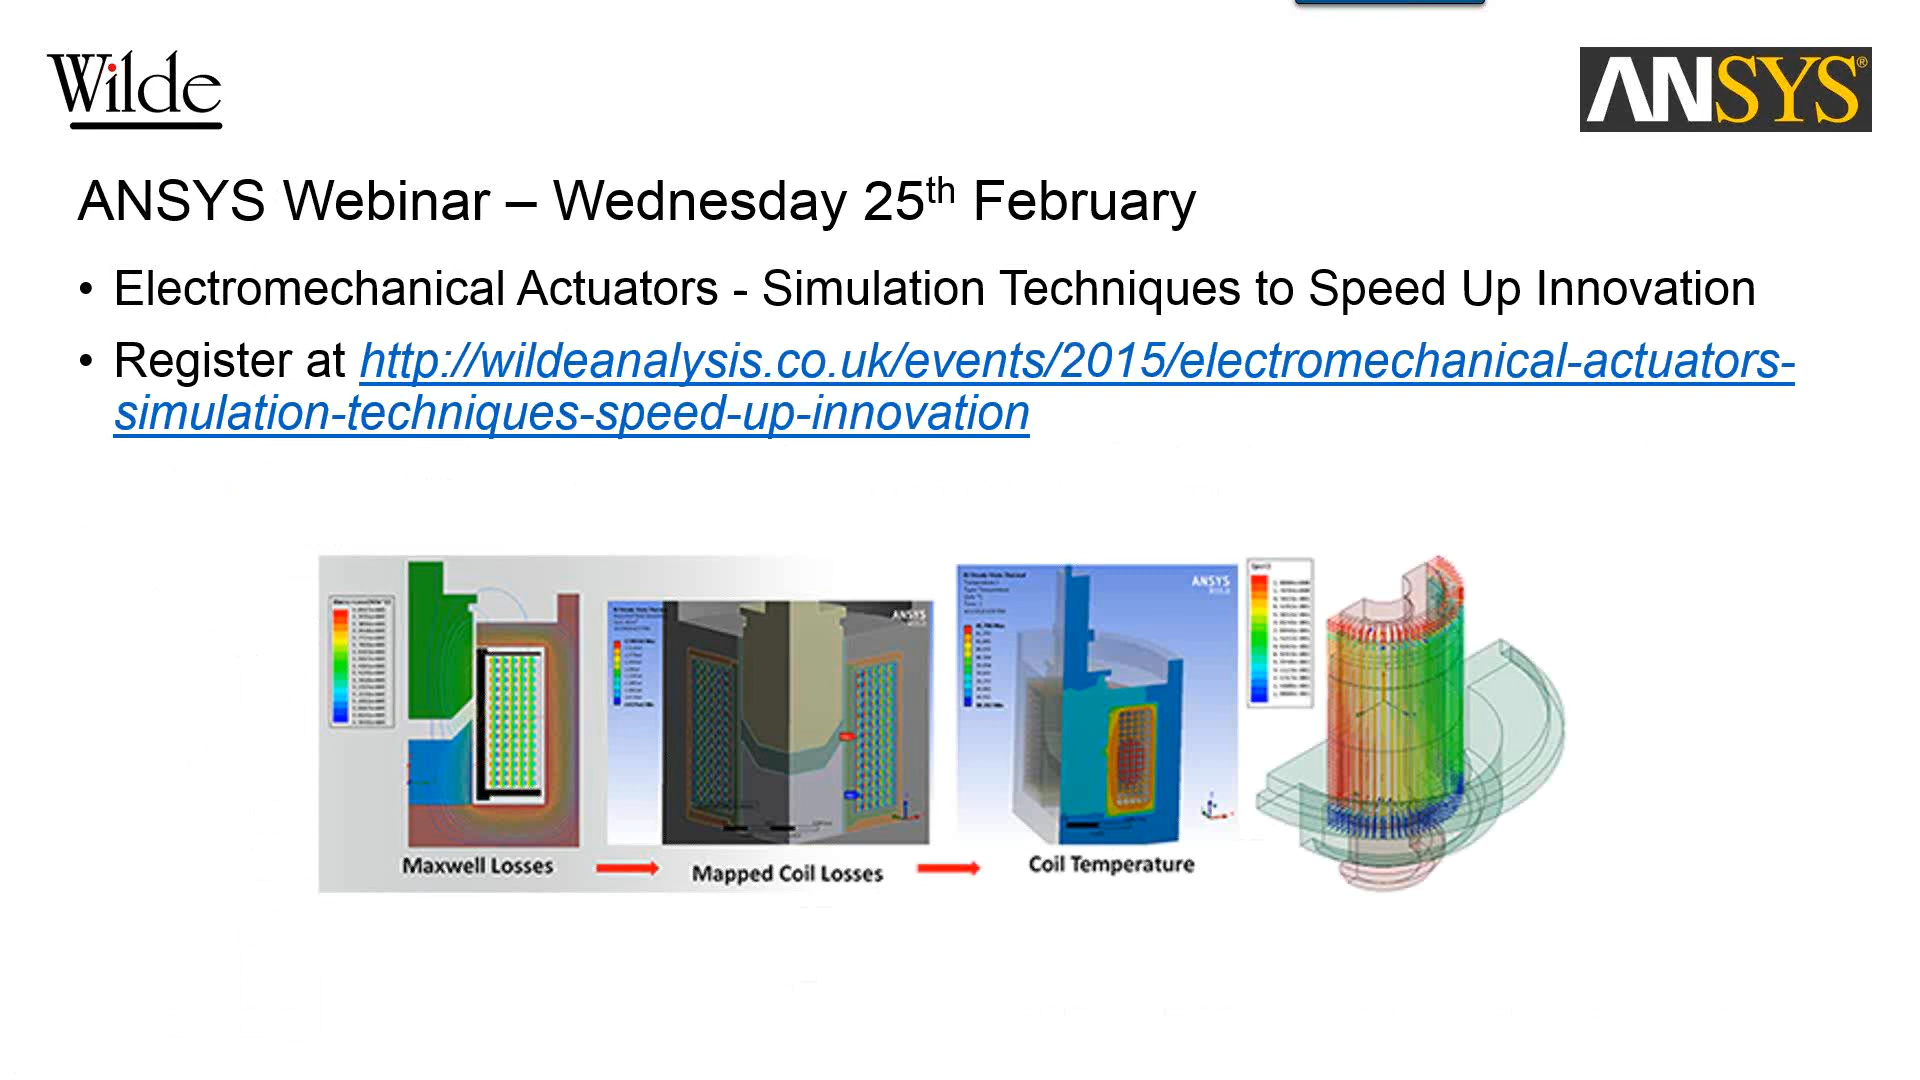 Wilde
ANSYS®
ANSYS Webinar – Wednesday 25th February
• Electromechanical Actuators - Simulation Techniques to Speed Up Innovation
• Register at http://wildeanalysis.co.uk/events/2015/electromechanical-actuators-
simulation-techniques-speed-up-innovation
ANSYS
ANSYS
Maxwell Losses
Mapped Coil Losses
Coil Temperature